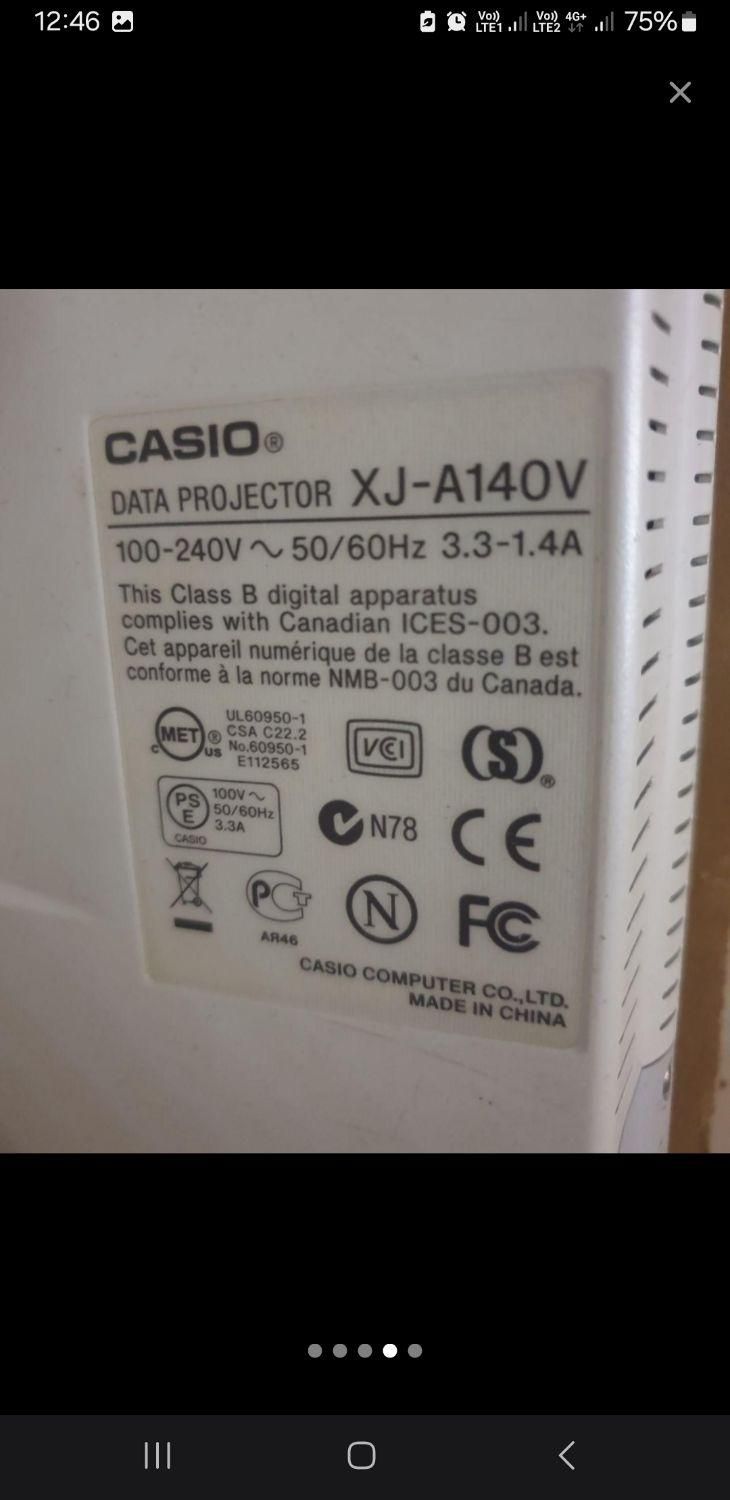 12:46
Vo) LTE1 Vo) LTE2 4G+ 75%
CASIO®
DATA PROJECTOR XJ-A140V
100-240V ~ 50/60Hz 3.3-1.4A
This Class B digital apparatus
complies with Canadian ICES-003.
Cet appareil numérique de la classe B est
conforme à la norme NMB-003 du Canada.
C MET ® US
UL60950-1
CSA C22.2
No.60950-1
E112565
VCI
S®
PS
E
CASIO
100V~
50/60Hz
3.3A
N78
CE
PCT
AR46
N
FC
CASIO COMPUTER CO.,LTD.
MADE IN CHINA